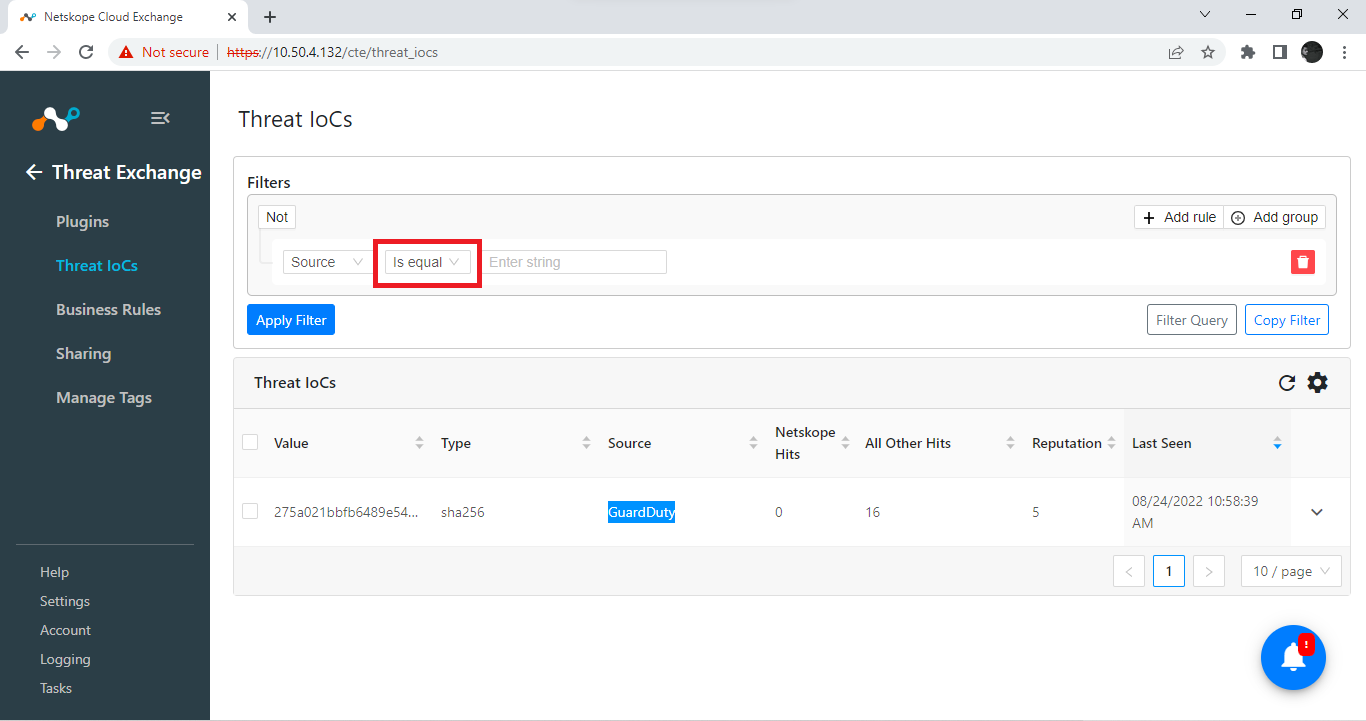 Netskope Cloud Exchange
Not secure
https://10.50.4.132/cte/threat_iocs
Threat Exchange
Plugins
Threat IoCs
Business Rules
Sharing
Manage Tags
Help
Settings
Account
Logging
Tasks
Threat IoCs
Filters
Not
Add rule
Add group
Source
Is equal
Enter string
Apply Filter
Filter Query
Copy Filter
Threat IoCs
Value
Type
Source
Netskope
Hits
All Other Hits
Reputation
Last Seen
275a021bbfb6489e54...
sha256
GuardDuty
0
16
5
08/24/2022 10:58:39
AM
<
1
>
10 / page
!